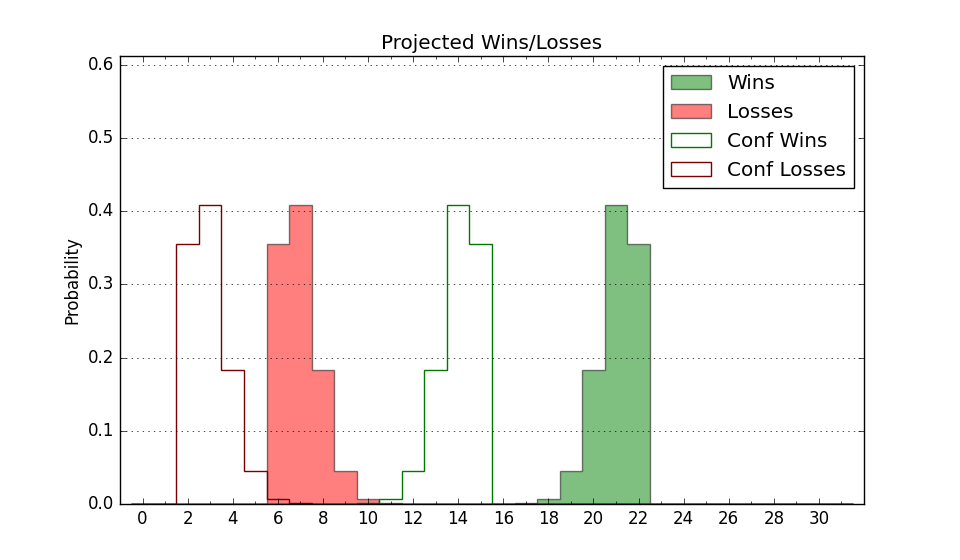 Projected Wins/Losses
0.6
0.5
0.4
0.3
0.2
0.1
0.0
Probability
Wins
Losses
Conf Wins
Conf Losses
0 2 4 6 8 10 12 14 16 18 20 22 24 26 28 30